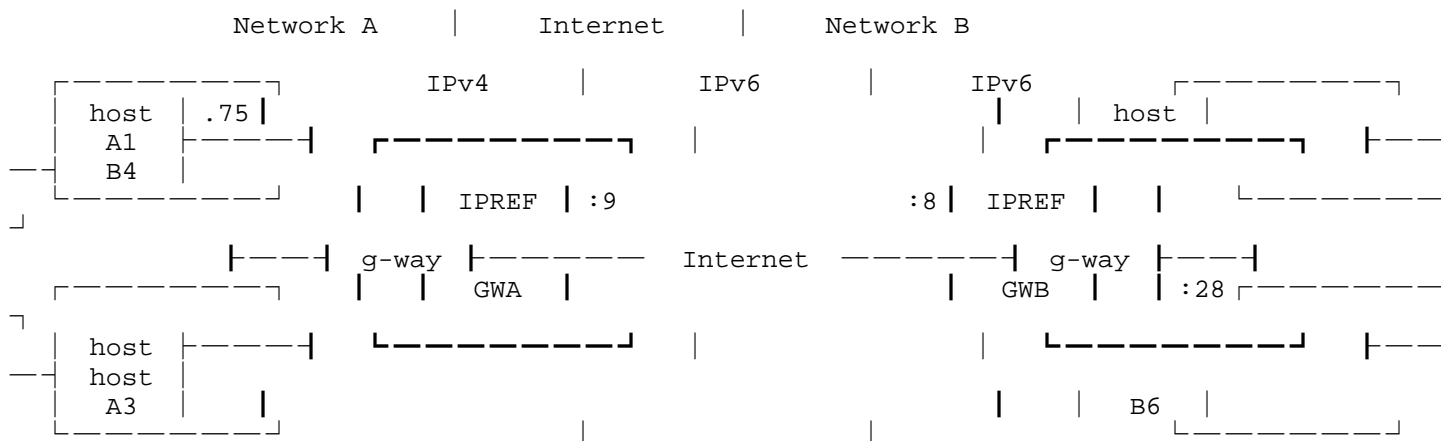 Network A Internet Network B
IPv4 IPv6 IPv6
host .75 host
A1
B4
IPREF :9 :8 IPREF
g-way Internet g-way
GWA GWB :28
host
host
A3 B6